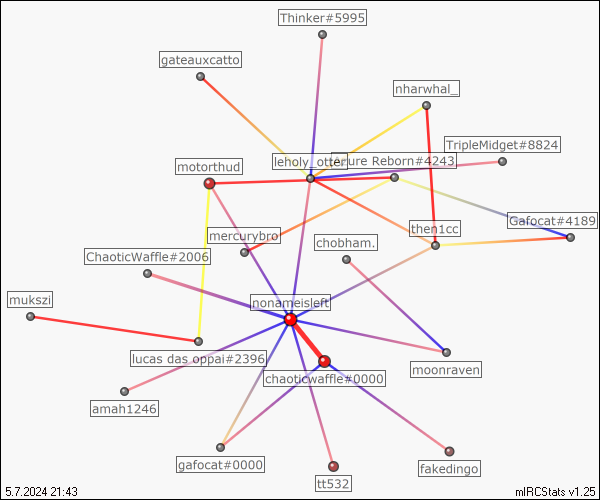 Thinker#5995
gateauxcatto
nharwhal_
TripleMidget#8824
leholy_otter
Reborn#4243
motorthud
Gafocat#4189
then1cc
mercurybro
chobham.
ChaoticWaffle#2006
mukszi
nonameisleft
lucas das oppai#2396
moonraven
chaoticwaffle#0000
amah1246
gafocat#0000
fakedingo
tt532
5.7.2024 21:43
mIRCStats v1.25